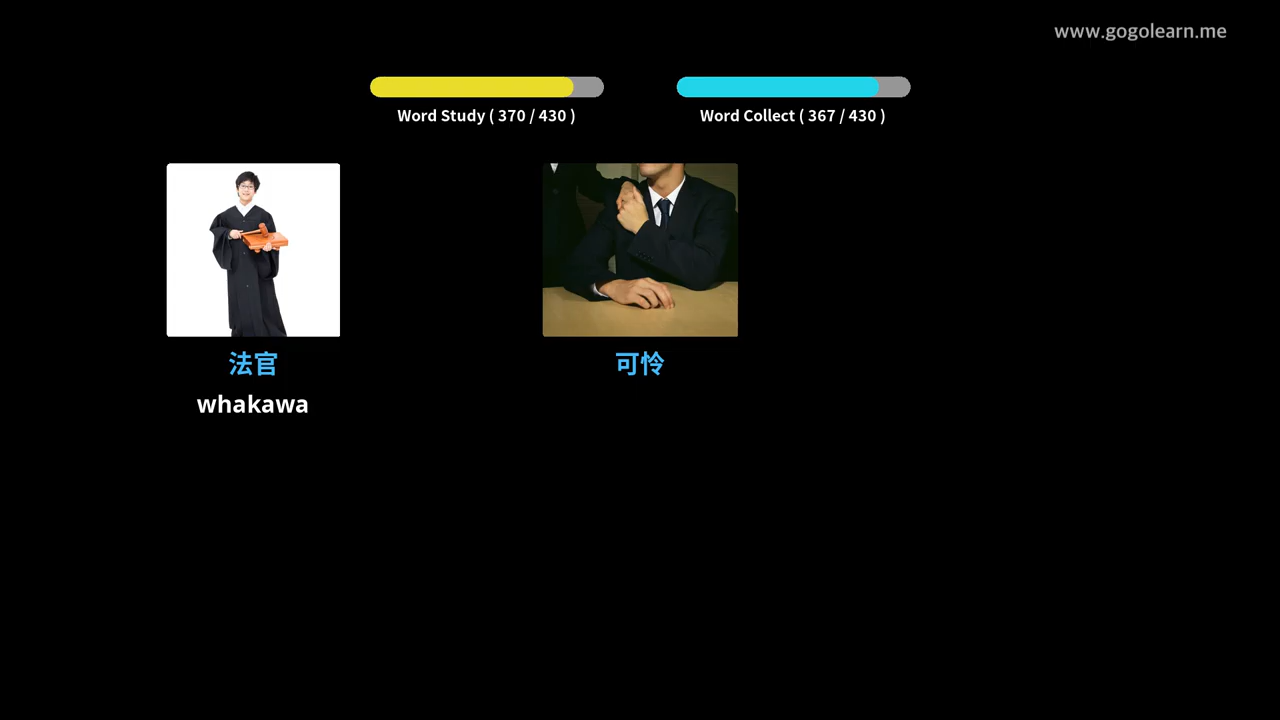 www.gogolearn.me
Word Study ( 370 / 430 )
Word Collect ( 367 / 430 )
法官
可怜
whakawa